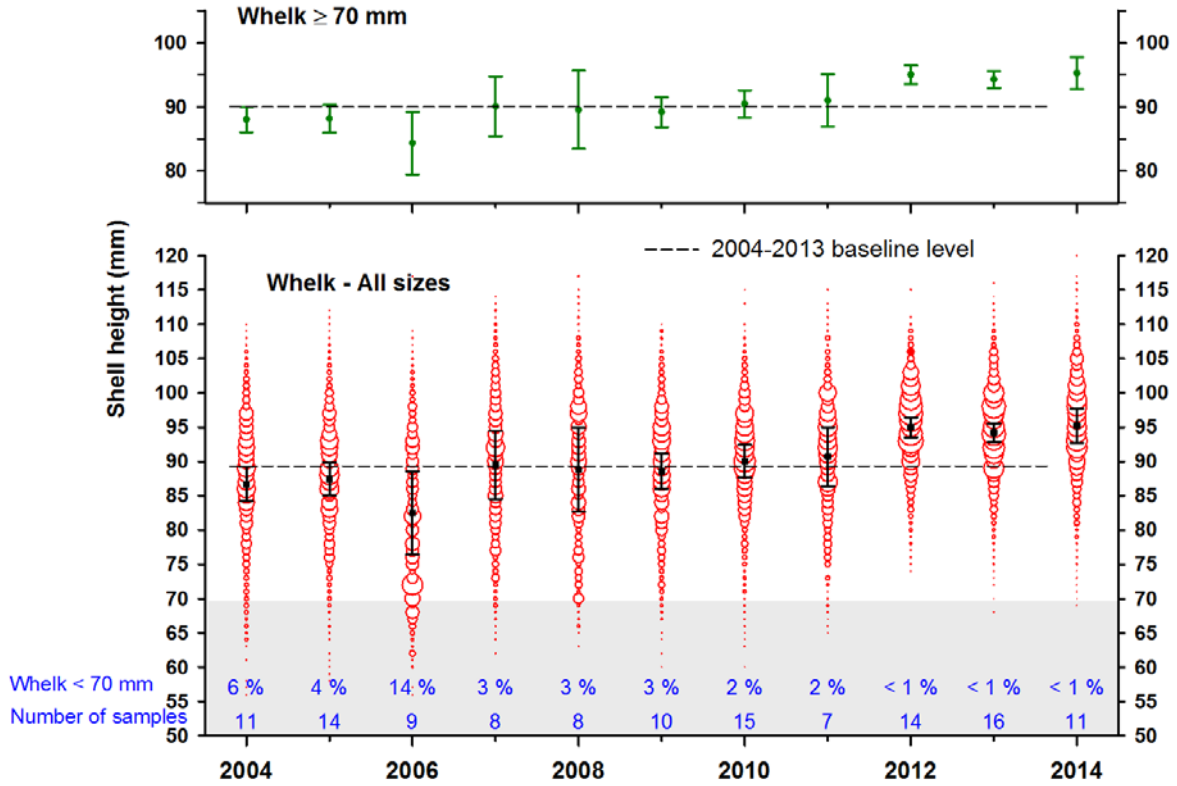 Whelk ≥ 70 mm
100 100
90 90
80 80
Shell height (mm)
2004-2013 baseline level
Whelk - All sizes
120 120
115 115
110 110
105 105
100 100
95 95
90 90
85 85
80 80
75 75
70 70
65 65
60 60
Whelk < 70 mm 6 % 4 % 14 % 3 % 3 % 3 % 2 % 2 % < 1 % < 1 % < 1 %
55 55
Number of samples 11 14 9 8 8 10 15 7 14 16 11
50 50
2004 2006 2008 2010 2012 2014